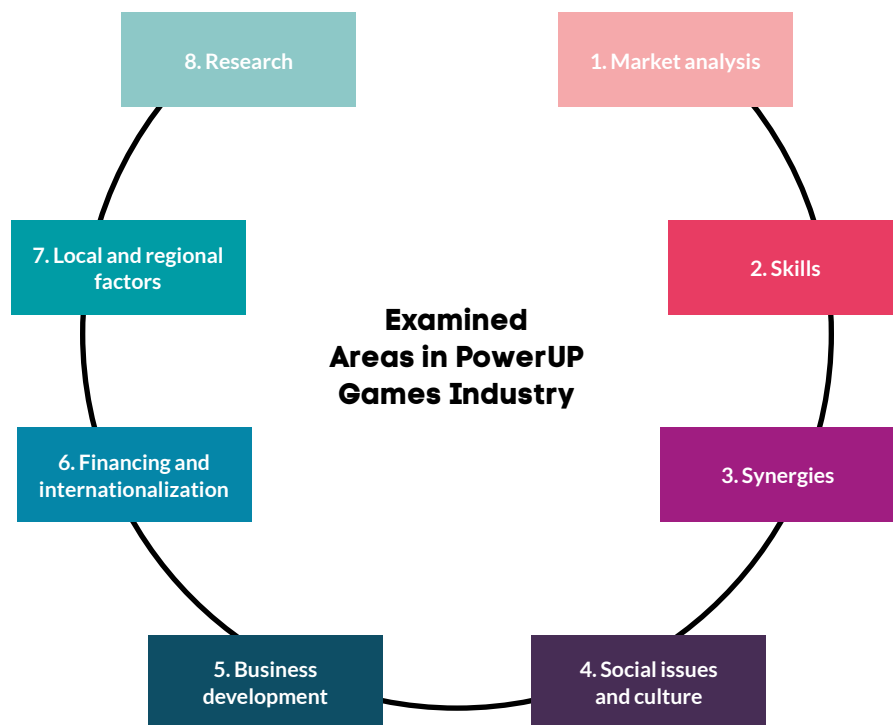 8. Research
1. Market analysis
7. Local and regional
factors
2. Skills
Examined
Areas in PowerUP
Games Industry
6. Financing and
internationalization
3. Synergies
5. Business
development
4. Social issues
and culture